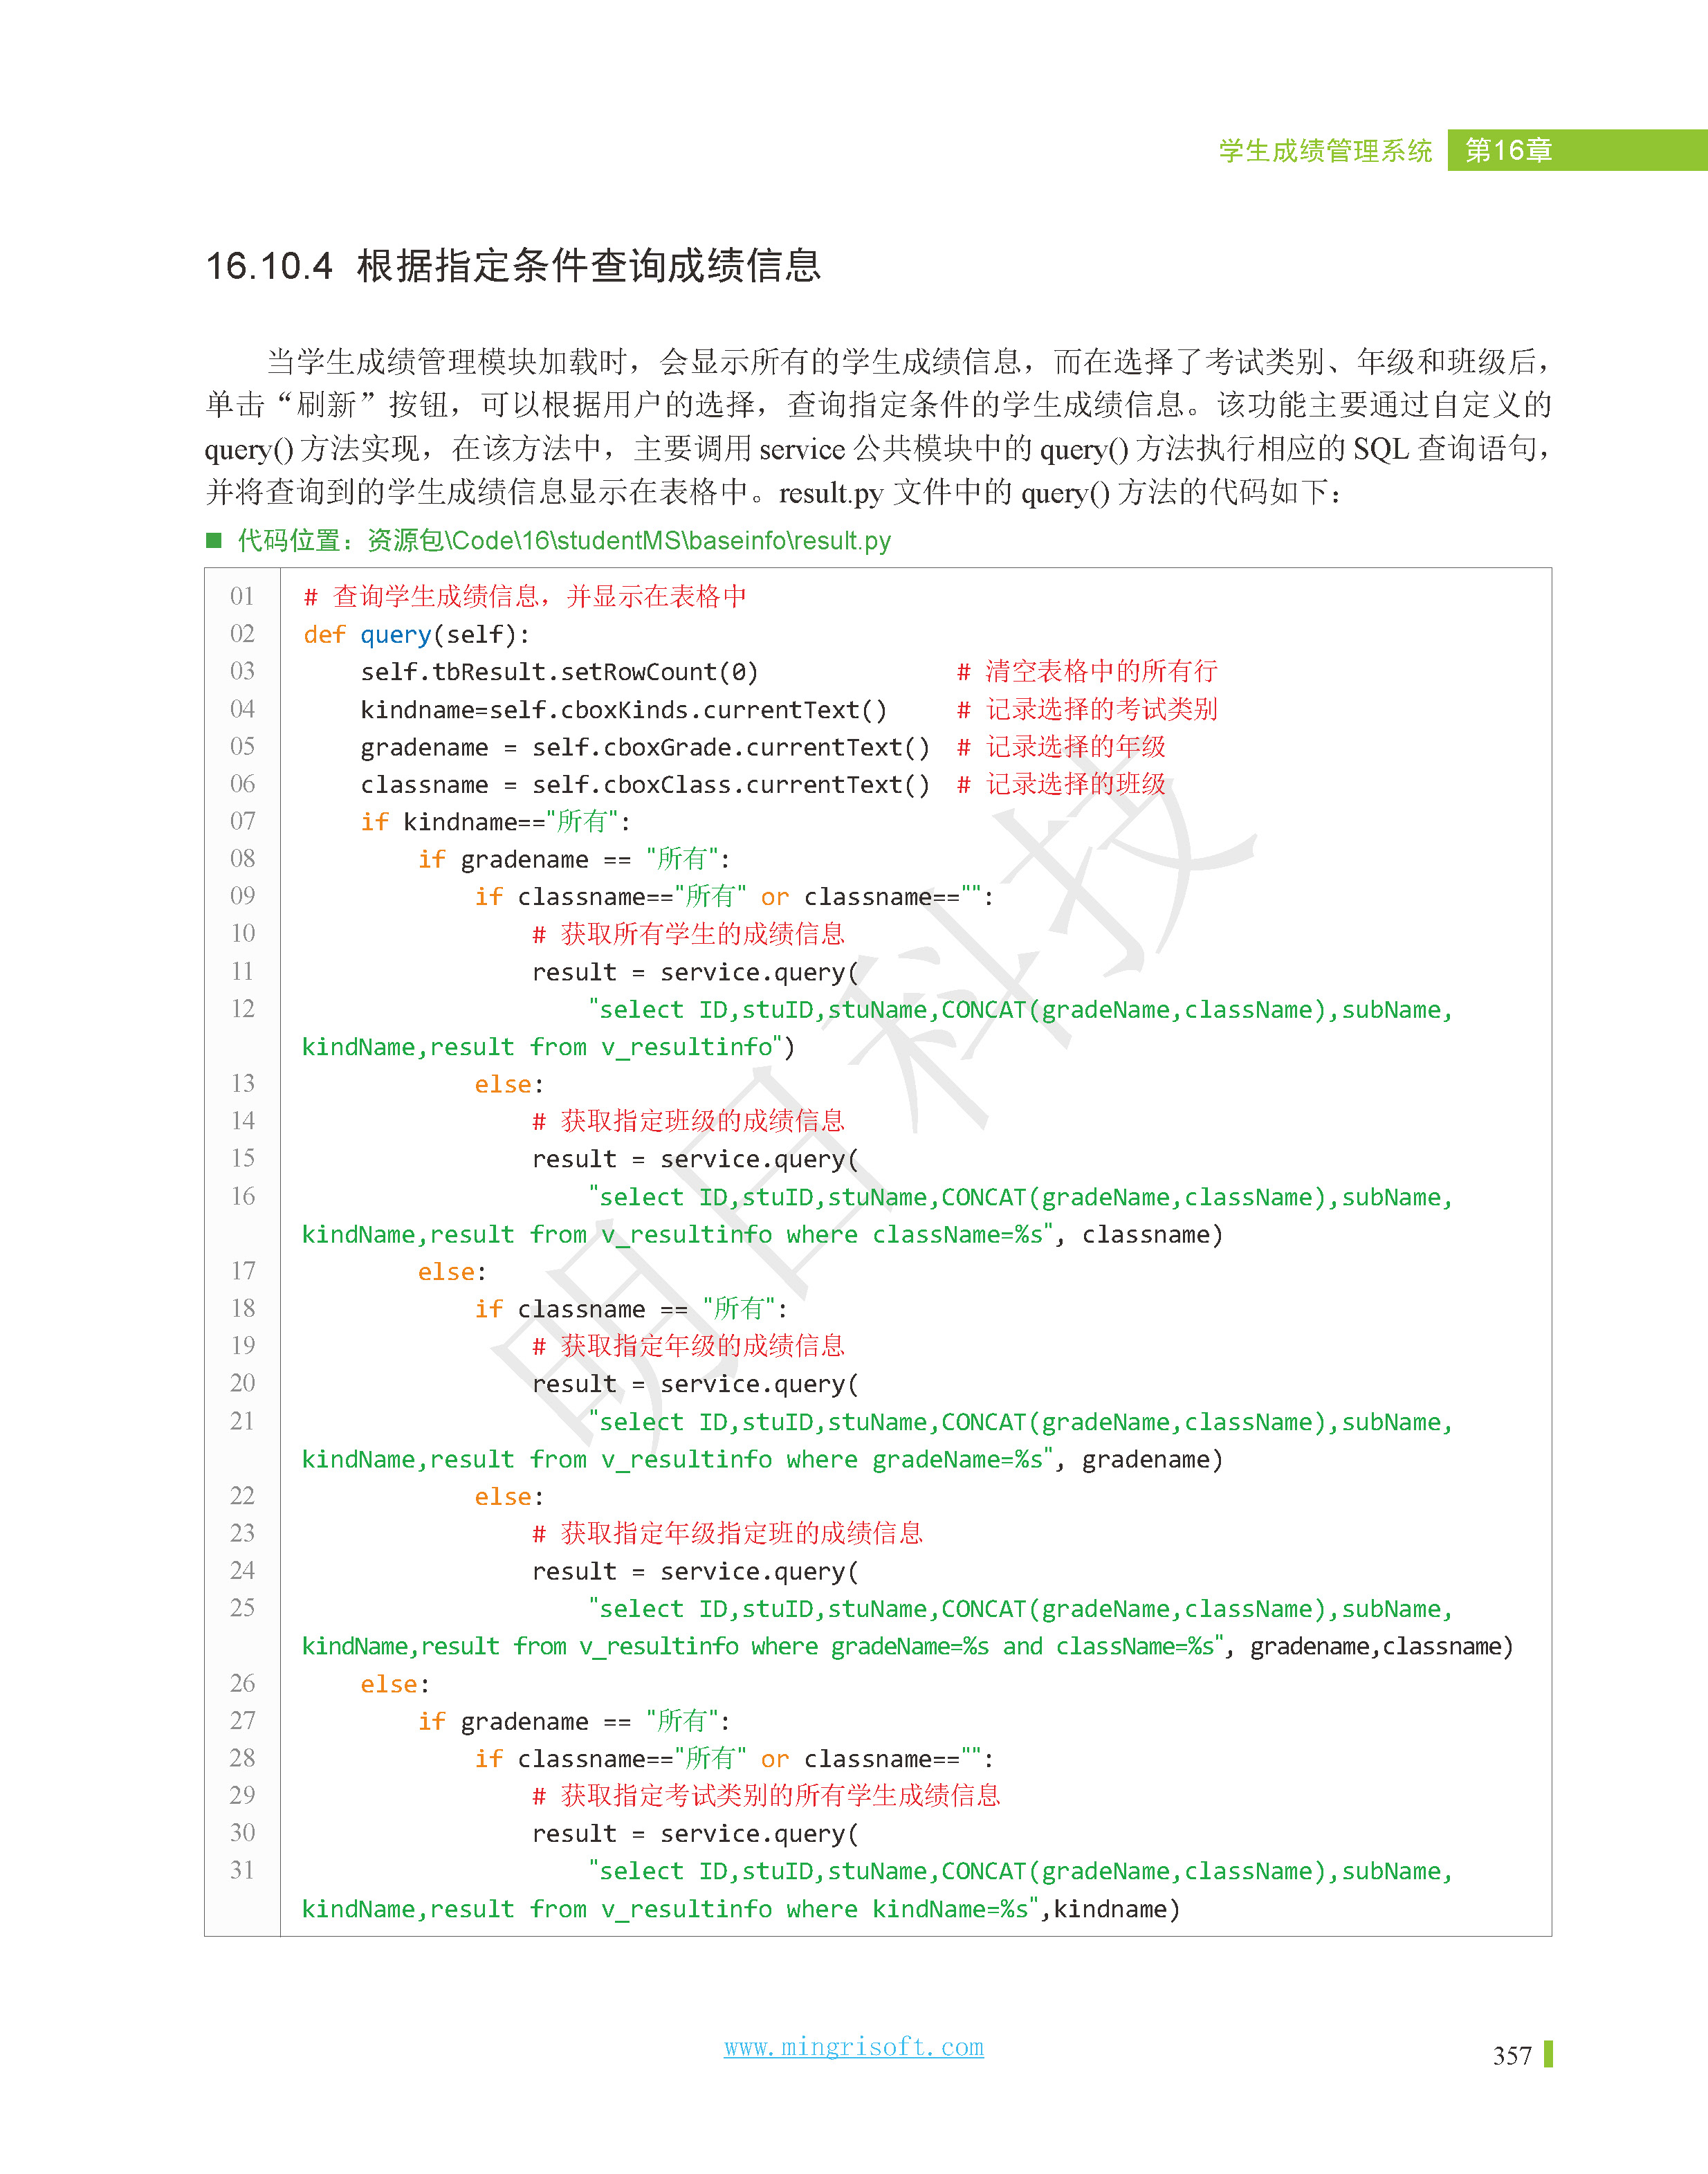 学生成绩管理系统 第16章
16.10.4 根据指定条件查询成绩信息
当学生成绩管理模块加载时，会显示所有的学生成绩信息，而在选择了考试类别、年级和班级后，
单击“刷新”按钮，可以根据用户的选择，查询指定条件的学生成绩信息。该功能主要通过自定义的
query() 方法实现，在该方法中，主要调用 service 公共模块中的 query() 方法执行相应的 SQL 查询语句，
并将查询到的学生成绩信息显示在表格中。result.py 文件中的 query() 方法的代码如下：
■ 代码位置：资源包\Code\16\studentMS\baseinfo\result.py
01 # 查询学生成绩信息，并显示在表格中
02 def query(self):
03     self.tbResult.setRowCount(0)              # 清空表格中的所有行
04     kindname=self.cboxKinds.currentText()     # 记录选择的考试类别
05     gradename = self.cboxGrade.currentText()  # 记录选择的年级
06     classname = self.cboxClass.currentText()  # 记录选择的班级
07     if kindname=="所有":
08         if gradename == "所有":
09             if classname=="所有" or classname=="":
10                 # 获取所有学生的成绩信息
11                 result = service.query(
12                     "select ID,stuID,stuName,CONCAT(gradeName,className),subName,
kindName,result from v_resultinfo")
13             else:
14                 # 获取指定班级的成绩信息
15                 result = service.query(
16                     "select ID,stuID,stuName,CONCAT(gradeName,className),subName,
kindName,result from v_resultinfo where className=%s", classname)
17         else:
18             if classname == "所有":
19                 # 获取指定年级的成绩信息
20                 result = service.query(
21                     "select ID,stuID,stuName,CONCAT(gradeName,className),subName,
kindName,result from v_resultinfo where gradeName=%s", gradename)
22             else:
23                 # 获取指定年级指定班的成绩信息
24                 result = service.query(
25                     "select ID,stuID,stuName,CONCAT(gradeName,className),subName,
kindName,result from v_resultinfo where gradeName=%s and className=%s", gradename,classname)
26     else:
27         if gradename == "所有":
28             if classname=="所有" or classname=="":
29                 # 获取指定考试类别的所有学生成绩信息
30                 result = service.query(
31                     "select ID,stuID,stuName,CONCAT(gradeName,className),subName,
kindName,result from v_resultinfo where kindName=%s",kindname)
明日科技
www.mingrisoft.com
357